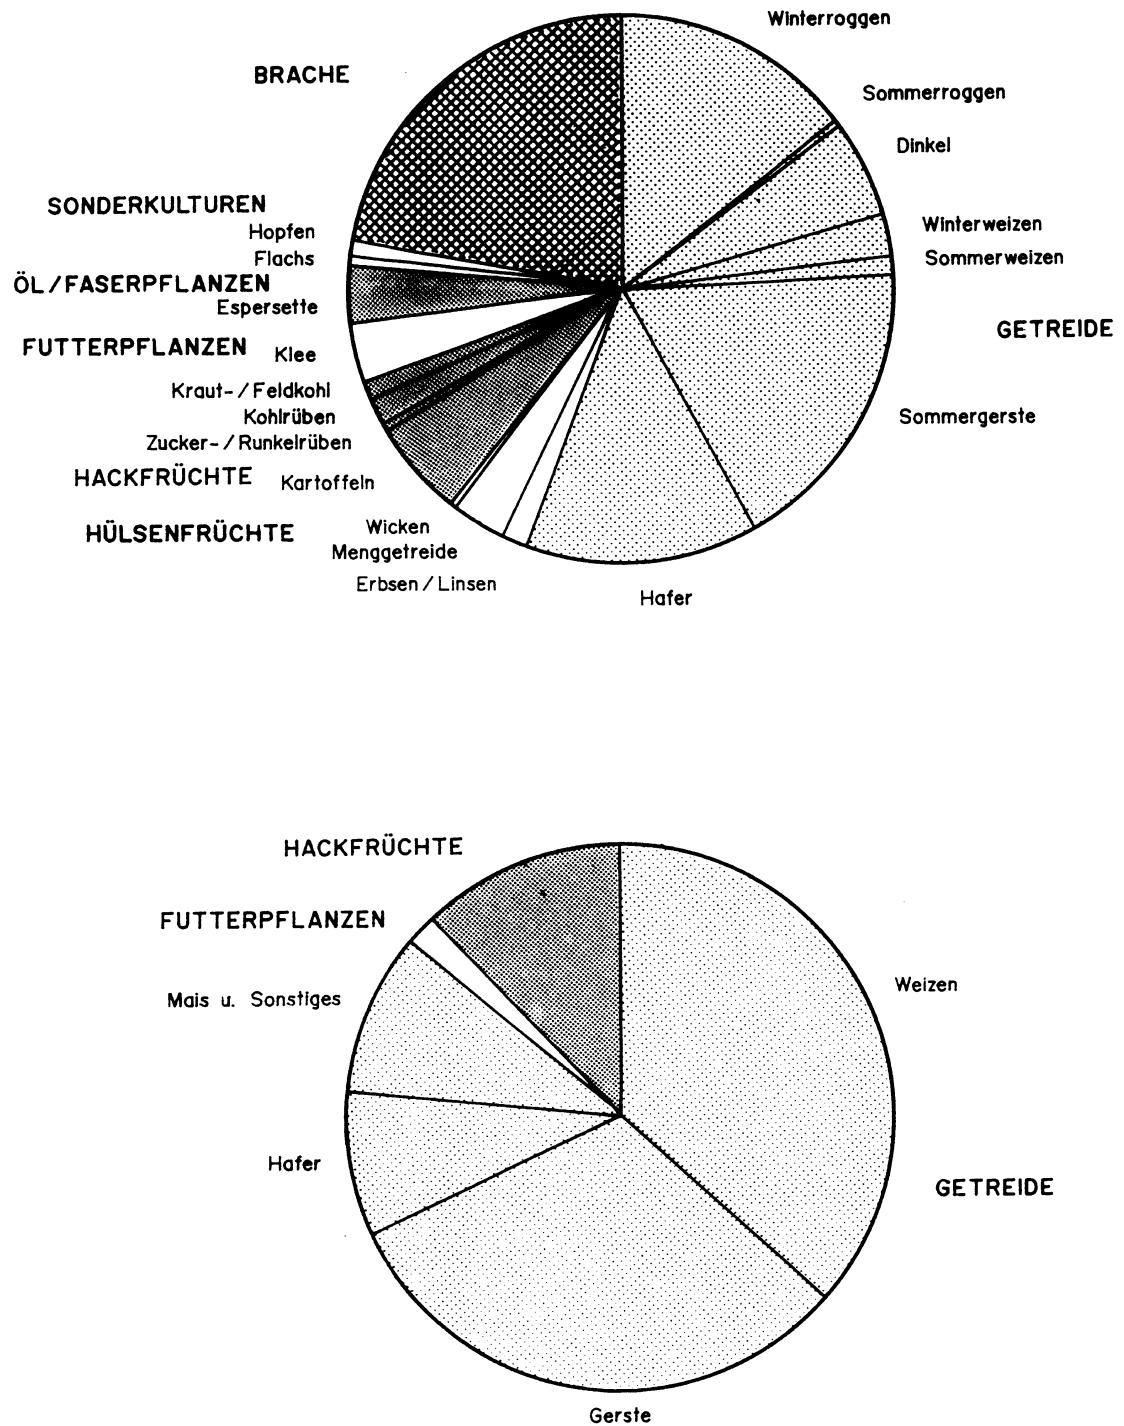 Winterroggen
BRACHE
Sommerroggen
Dinkel
SONDERKULTUREN
Hopfen
Winterweizen
Flachs
Sommerweizen
ÖL/FASERPFLANZEN
Espersette
GETREIDE
FUTTERPFLANZEN Klee
Kraut-/Feldkohl
Kohlrüben
Sommergerste
Zucker-/Runkelrüben
HACKFRÜCHTE Kartoffeln
HÜLSENFRÜCHTE
Wicken
Menggetreide
Erbsen/Linsen
Hafer
HACKFRÜCHTE
FUTTERPFLANZEN
Weizen
Mais u. Sonstiges
Hafer
GETREIDE
Gerste